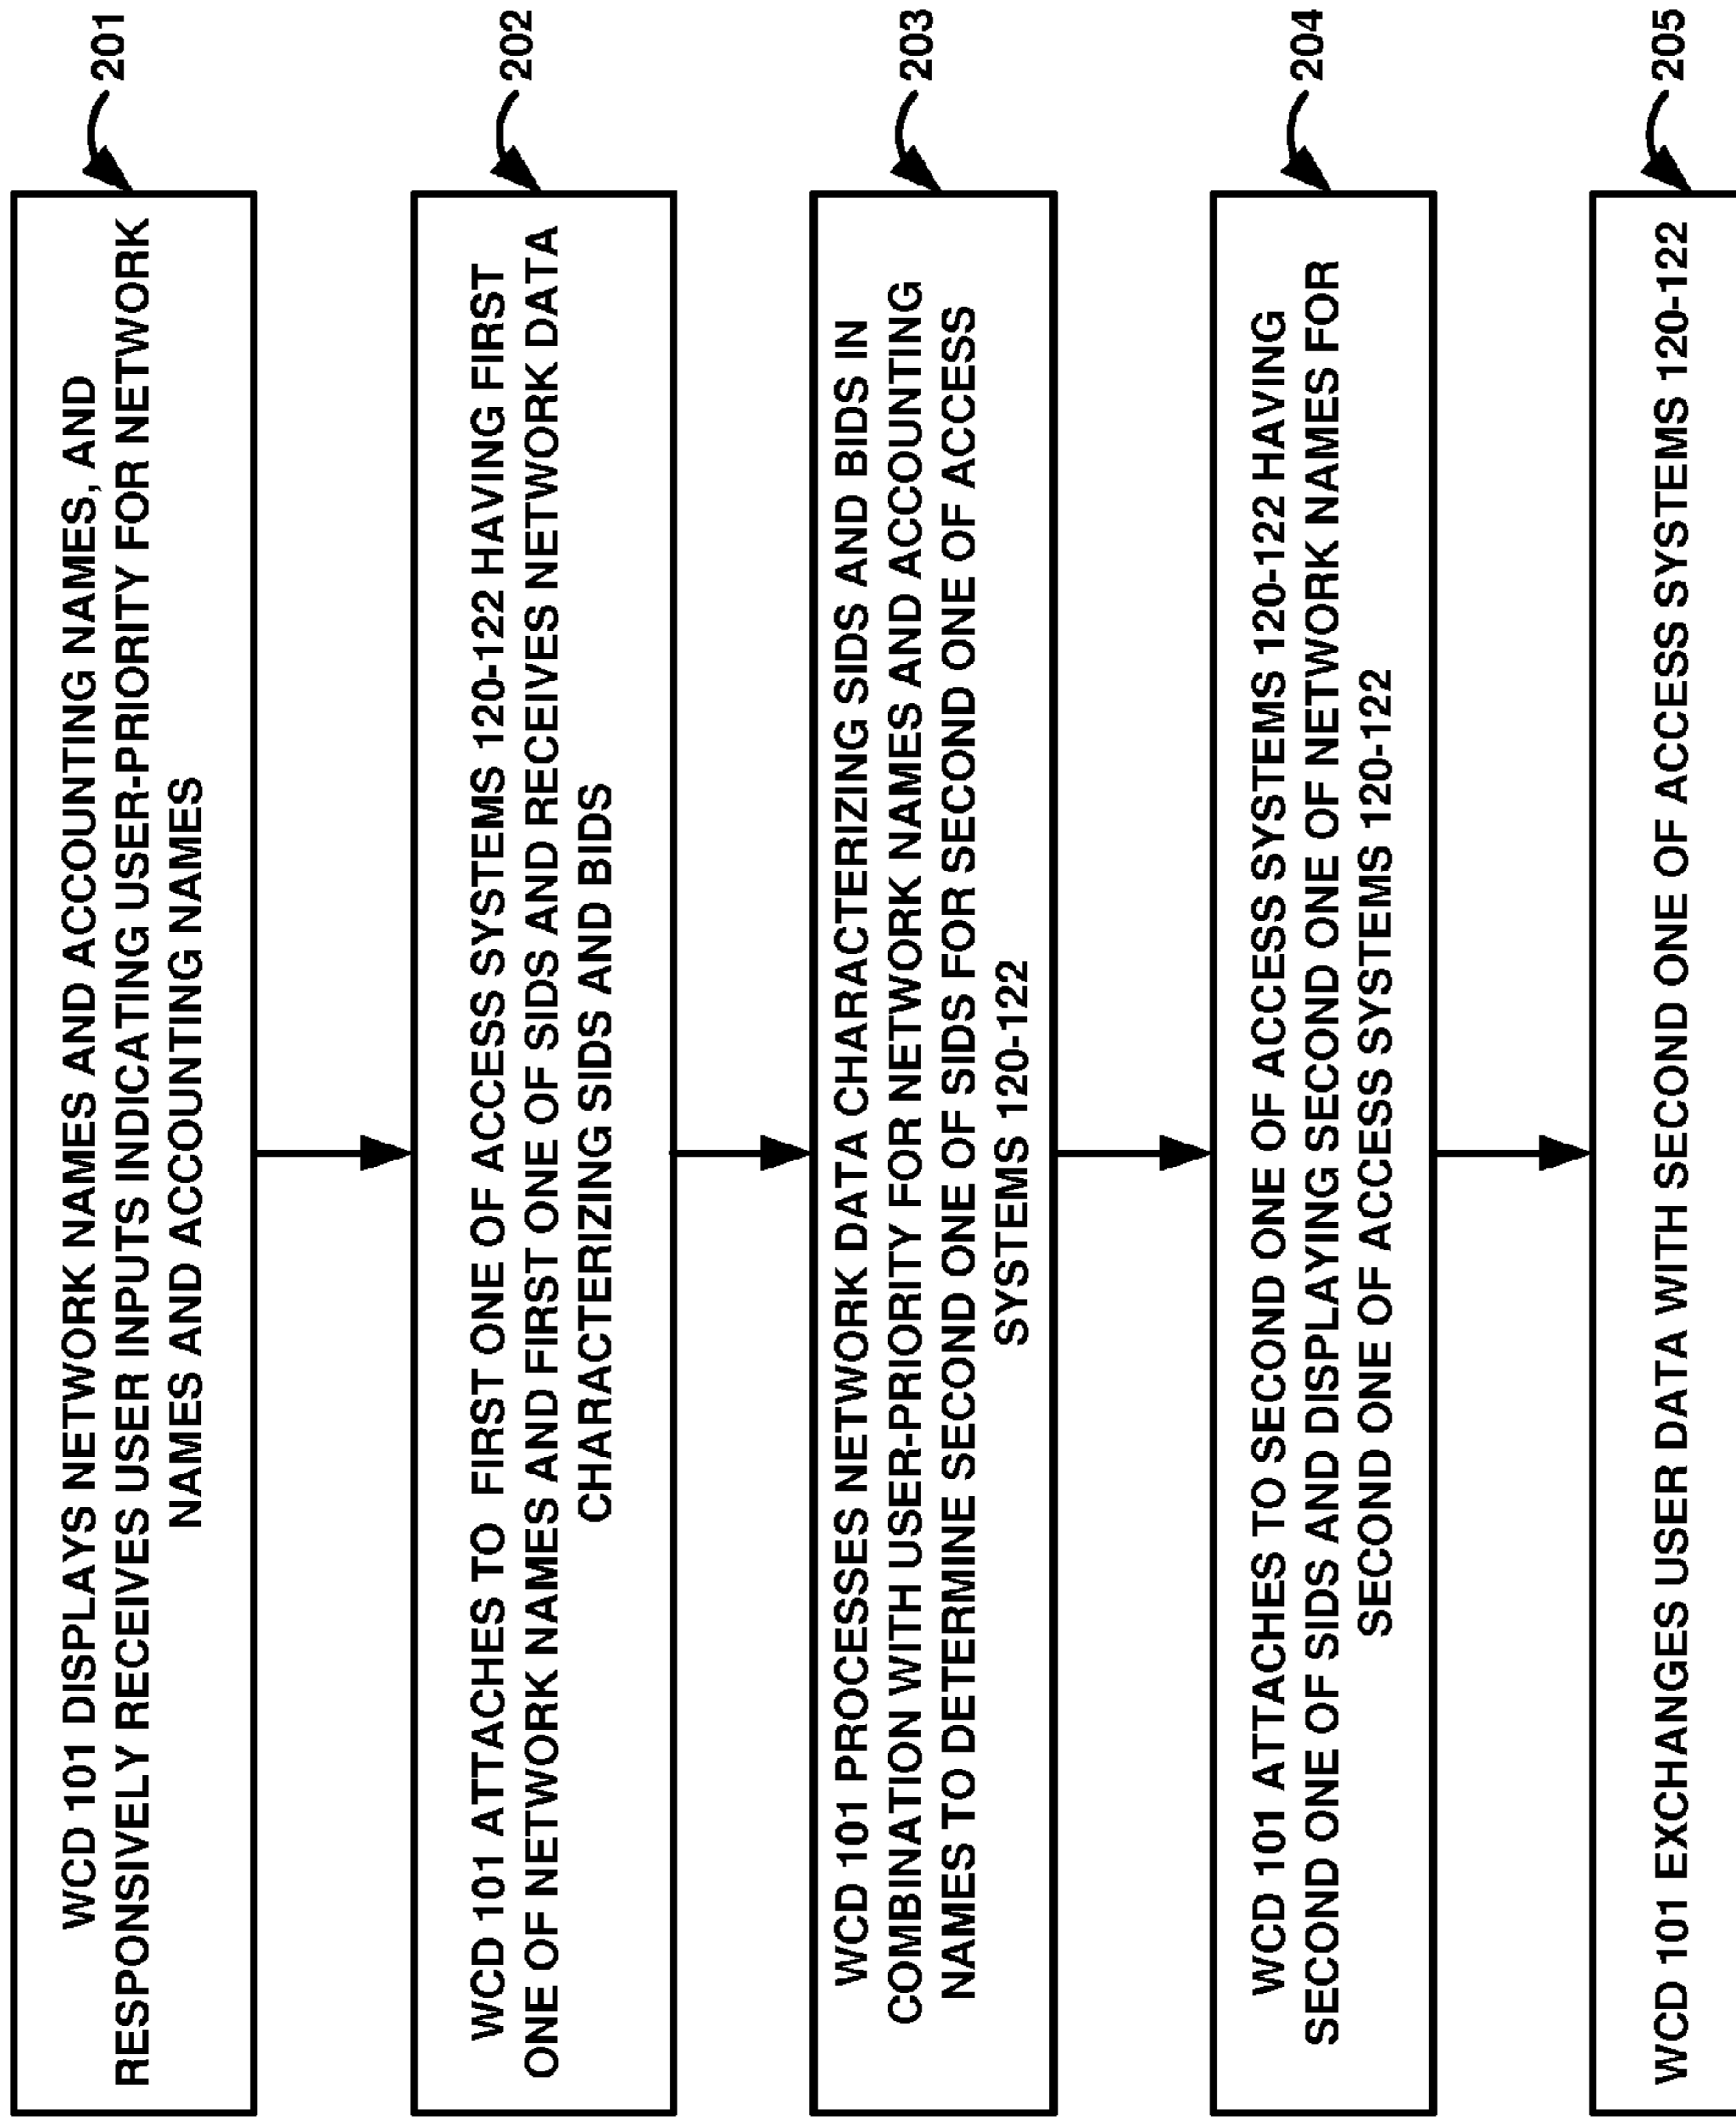 WCD 101 DISPLAYS NETWORK NAMES AND ACCOUNTING NAMES, AND
RESPONSIVELY RECEIVES USER INPUTS INDICATING USER-PRIORITY FOR NETWORK
NAMES AND ACCOUNTING NAMES
201
WCD 101 ATTACHES TO FIRST ONE OF ACCESS SYSTEMS 120-122 HAVING FIRST
ONE OF NETWORK NAMES AND FIRST ONE OF SIDS AND RECEIVES NETWORK DATA
CHARACTERIZING SIDS AND BIDS
202
WCD 101 PROCESSES NETWORK DATA CHARACTERIZING SIDS AND BIDS IN
COMBINATION WITH USER-PRIORITY FOR NETWORK NAMES AND ACCOUNTING
NAMES TO DETERMINE SECOND ONE OF SIDS FOR SECOND ONE OF ACCESS
SYSTEMS 120-122
203
WCD 101 ATTACHES TO SECOND ONE OF ACCESS SYSTEMS 120-122 HAVING
SECOND ONE OF SIDS AND DISPLAYING SECOND ONE OF NETWORK NAMES FOR
SECOND ONE OF ACCESS SYSTEMS 120-122
204
WCD 101 EXCHANGES USER DATA WITH SECOND ONE OF ACCESS SYSTEMS 120-122
205